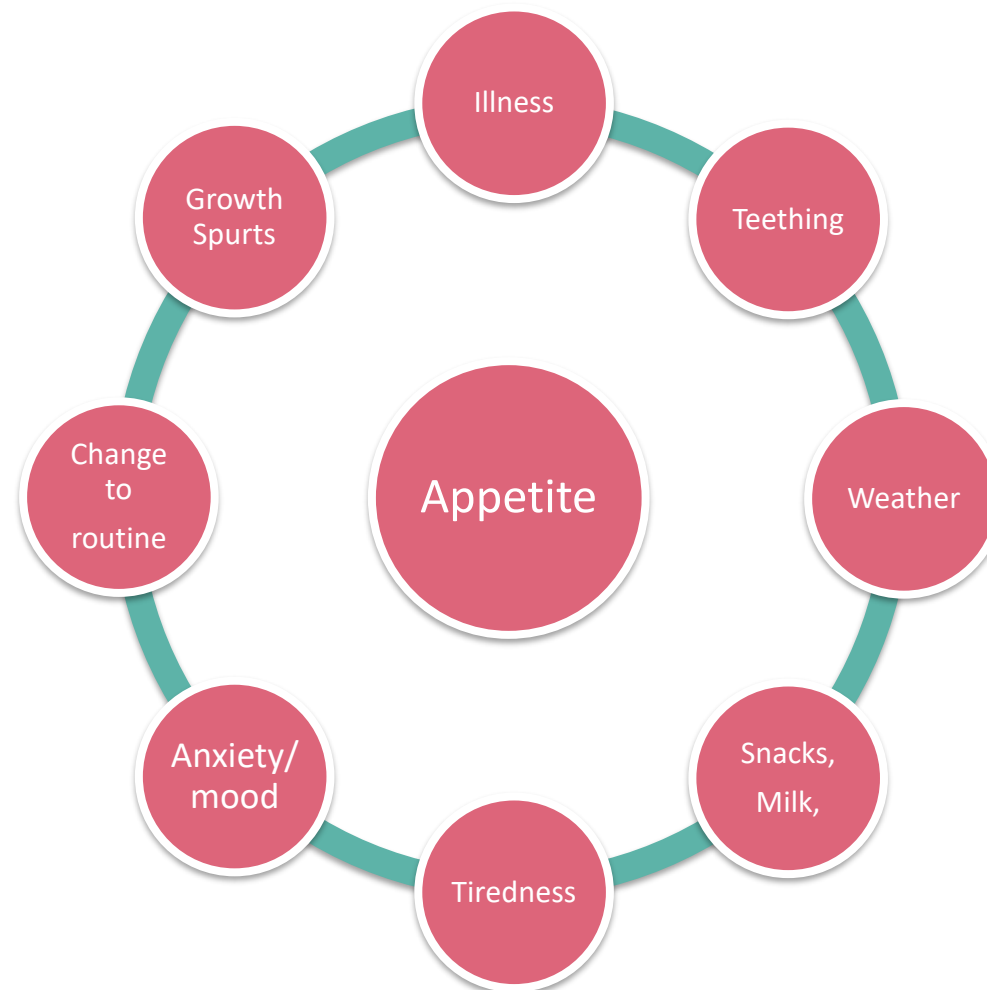 Illness
Teething
Weather
Snacks,
Milk,
Tiredness
Anxiety/
mood
Change
to
routine
Growth
Spurts
Appetite